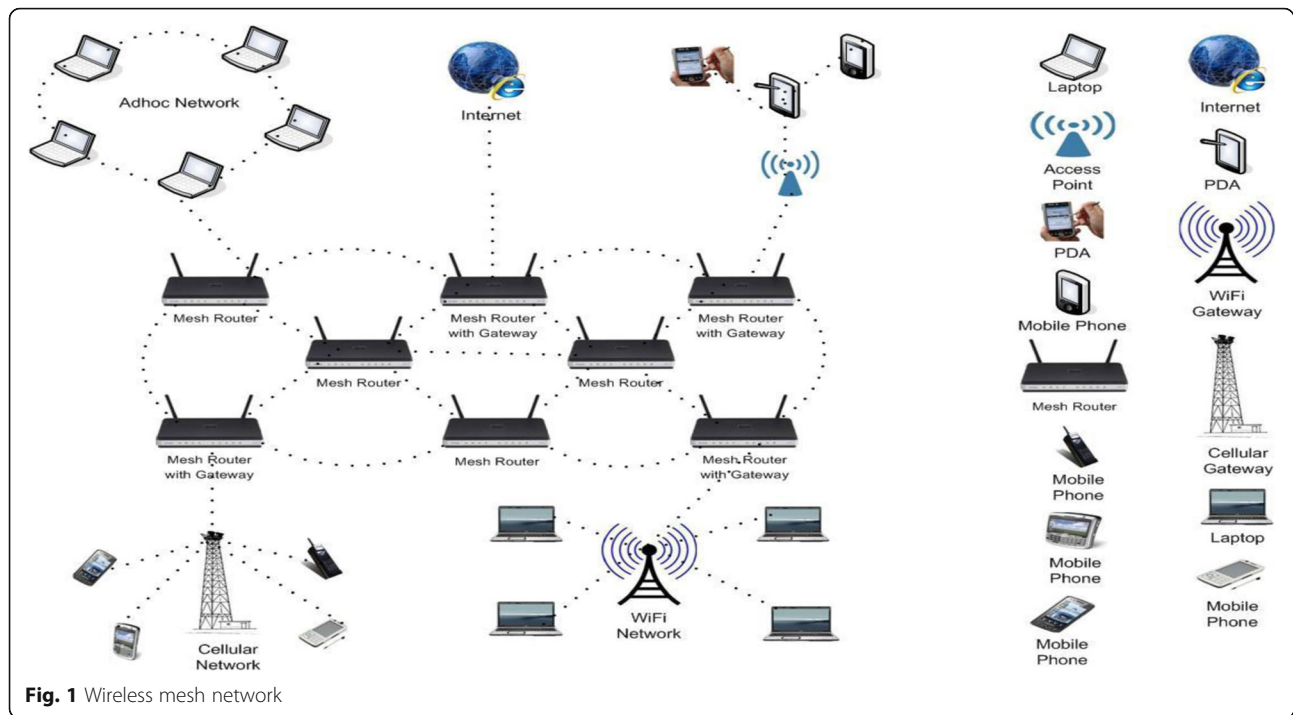 Adhoc Network
Internet
Mesh Router
Mesh Router
with Gateway
Mesh Router
with Gateway
Mesh Router
Mesh Router
Mesh Router
with Gateway
Mesh Router
Mesh Router
with Gateway
Cellular
Network
WiFi
Network
Laptop
Access
Point
PDA
Mobile Phone
Mesh Router
Mobile
Phone
Mobile
Phone
Mobile
Phone
Internet
PDA
WiFi
Gateway
Cellular
Gateway
Laptop
Mobile
Phone
Fig. 1 Wireless mesh network